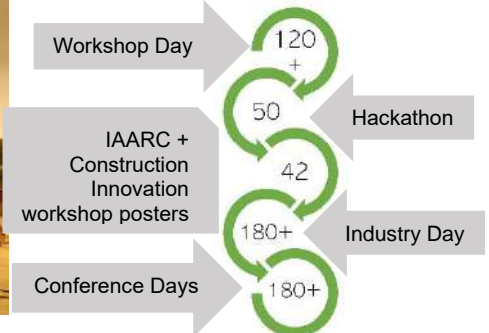 Workshop Day
120
+
50
Hackathon
IAARC +
Construction
Innovation
workshop posters
42
180+
Industry Day
Conference Days
180+